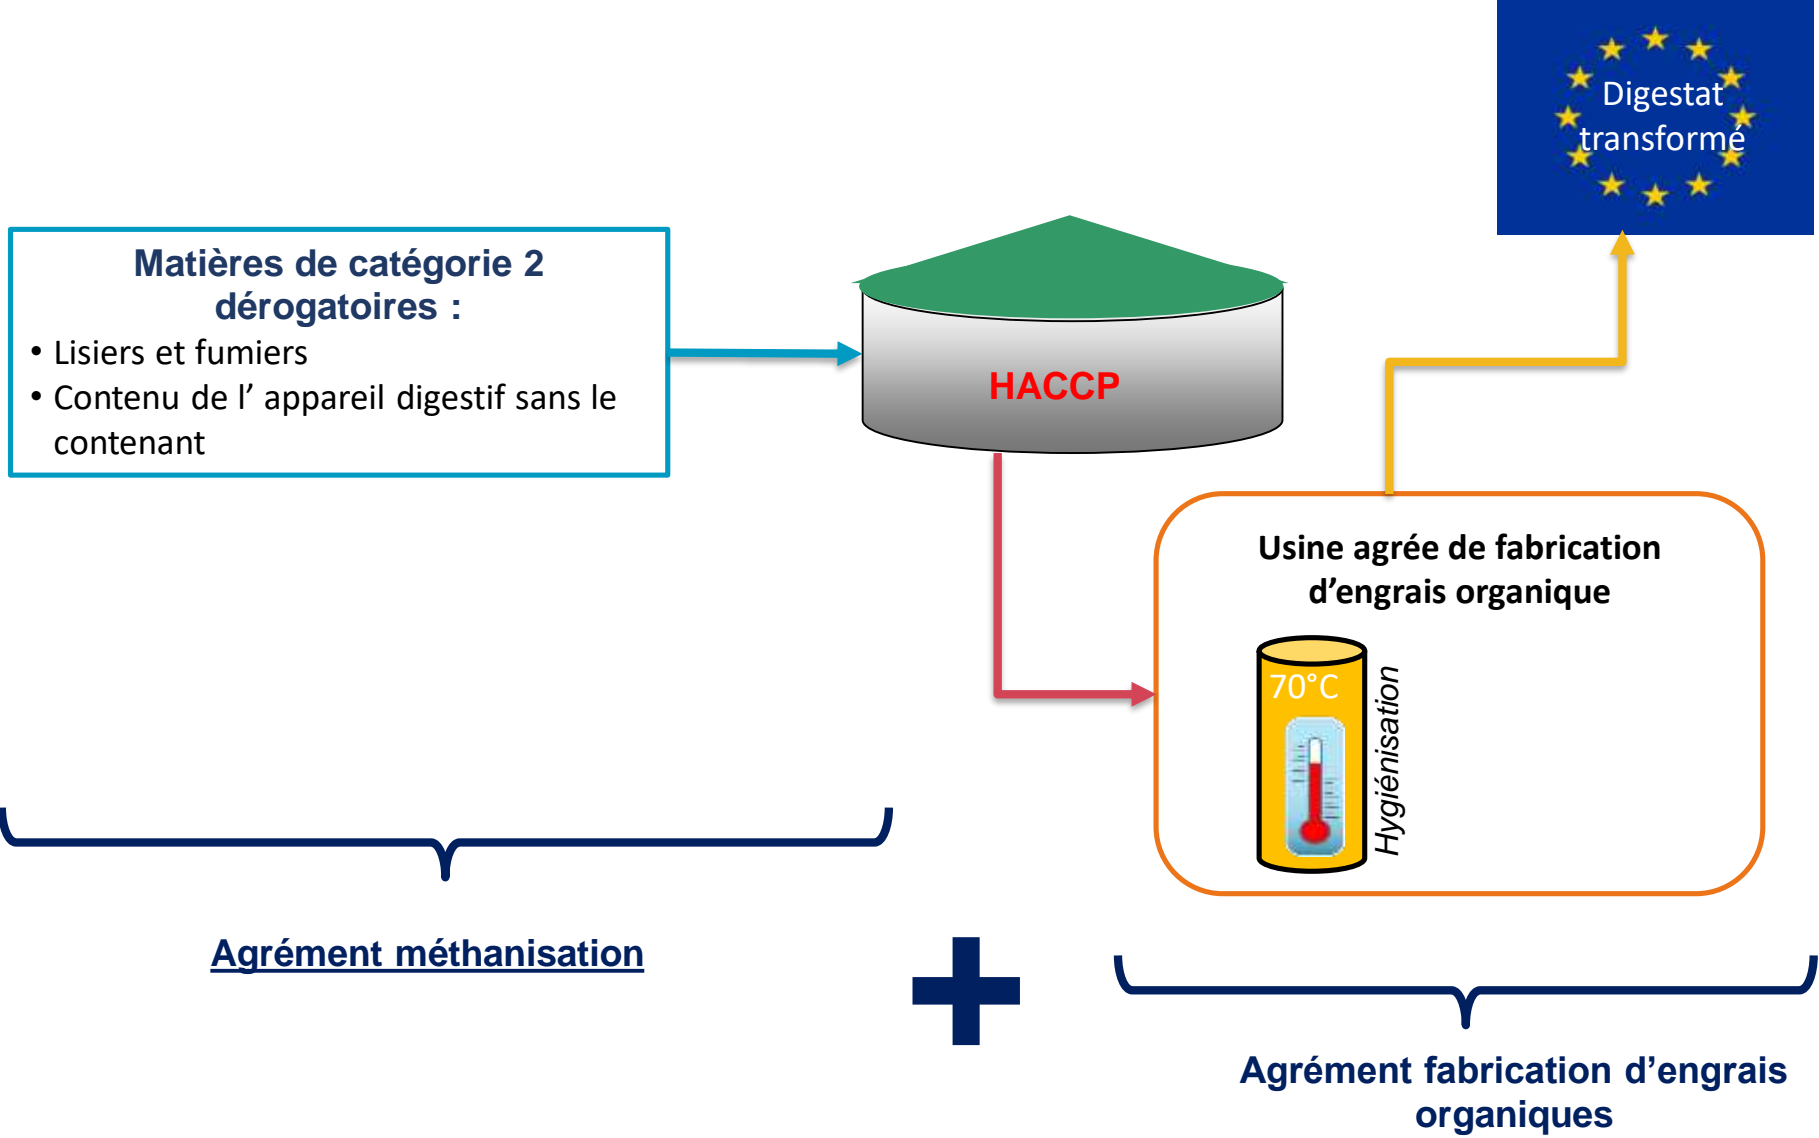 Digestat
transformé
Matières de catégorie 2
dérogatoires :
• Lisiers et fumiers
• Contenu de l’ appareil digestif sans le
contenant
HACCP
Usine agrée de fabrication
d’engrais organique
70°C
Hygiénisation
Agrément méthanisation
Agrément fabrication d’engrais
organiques